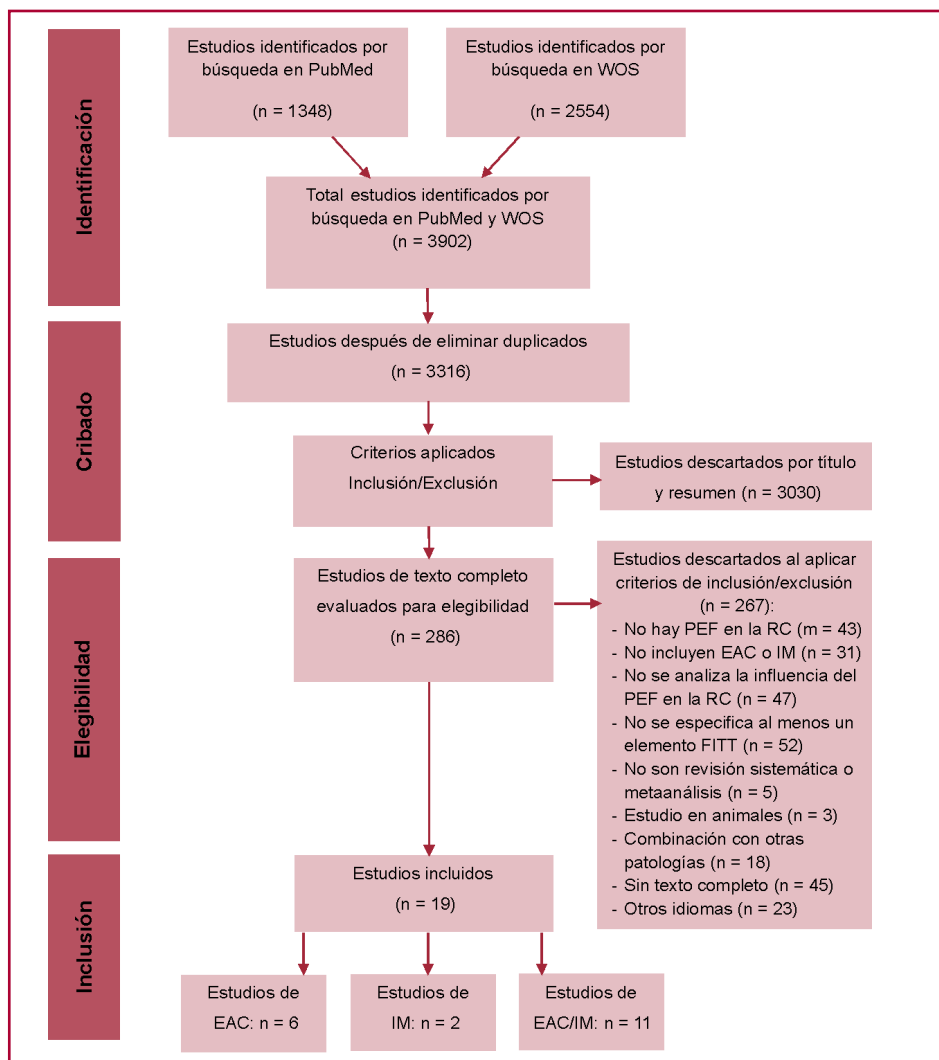 Identificación
Estudios identificados por
búsqueda en PubMed
(n = 1348)
Estudios identificados por
búsqueda en WOS
(n = 2554)
Total estudios identificados por
búsqueda en PubMed y WOS
(n = 3902)
Cribado
Estudios después de eliminar duplicados
(n = 3316)
Criterios aplicados
Inclusión/Exclusión
Estudios descartados por título
y resumen (n = 3030)
Elegibilidad
Estudios de texto completo
evaluados para elegibilidad
(n = 286)
Estudios descartados al aplicar
criterios de inclusión/exclusión
(n = 267):
- No hay PEF en la RC (m = 43)
- No incluyen EAC o IM (n = 31)
- No se analiza la influencia del
PEF en la RC (n = 47)
- No se especifica al menos un
elemento FITT (n = 52)
- No son revisión sistemática o
metaanálisis (n = 5)
- Estudio en animales (n = 3)
- Combinación con otras
patologías (n = 18)
- Sin texto completo (n = 45)
- Otros idiomas (n = 23)
Inclusión
Estudios incluidos
(n = 19)
Estudios de
EAC: n = 6
Estudios de
IM: n = 2
Estudios de
EAC/IM: n = 11